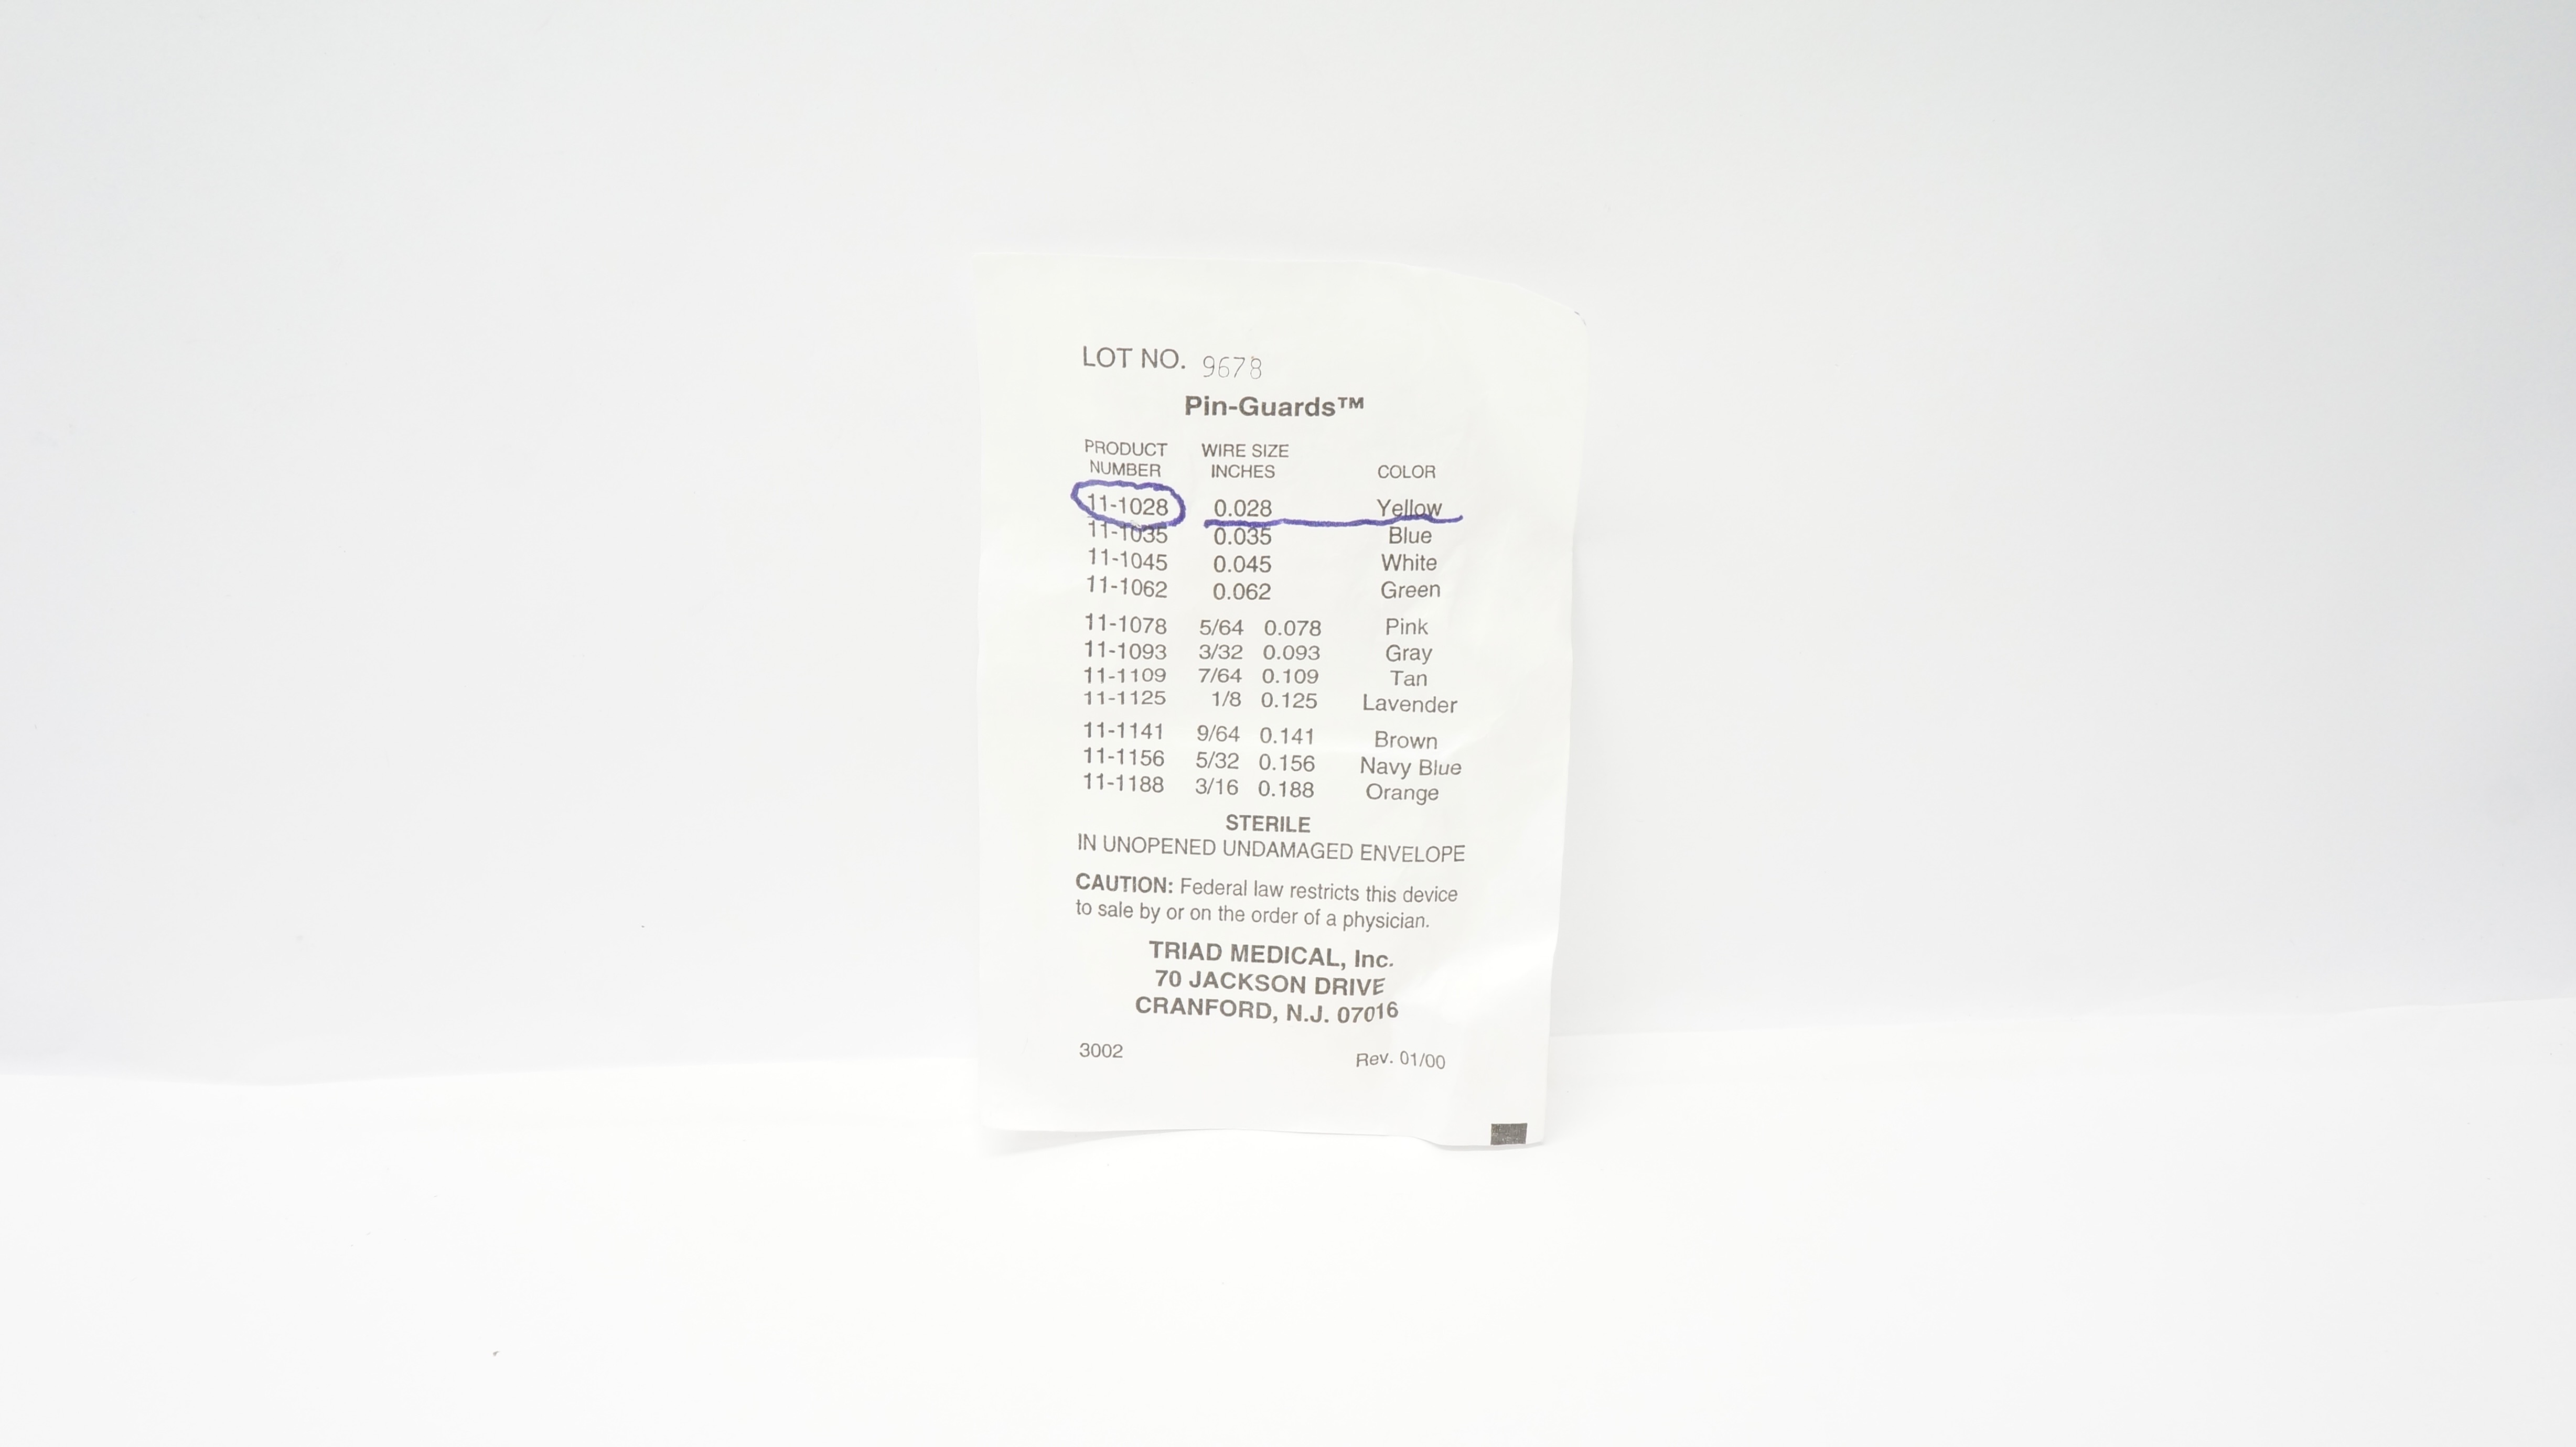 LOT NO. 9678
Pin-Guards™
PRODUCT NUMBER WIRE SIZE INCHES COLOR
11-1028 0.028 Yellow
11-1035 0.035 Blue
11-1045 0.045 White
11-1062 0.062 Green
11-1078 5/64 0.078 Pink
11-1093 3/32 0.093 Gray
11-1109 7/64 0.109 Tan
11-1125 1/8 0.125 Lavender
11-1141 9/64 0.141 Brown
11-1156 5/32 0.156 Navy Blue
11-1188 3/16 0.188 Orange
STERILE
IN UNOPENED UNDAMAGED ENVELOPE
CAUTION: Federal law restricts this device
to sale by or on the order of a physician.
TRIAD MEDICAL, Inc.
70 JACKSON DRIVE
CRANFORD, N.J. 07016
3002 Rev. 01/00